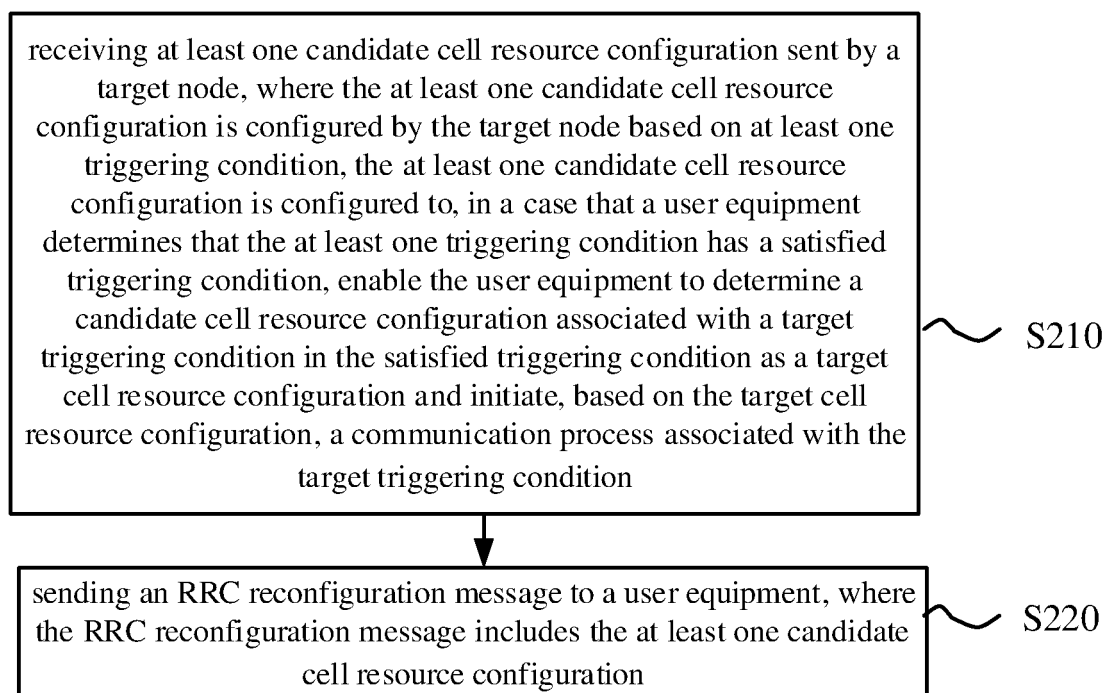 receiving at least one candidate cell resource configuration sent by a
target node, where the at least one candidate cell resource
configuration is configured by the target node based on at least one
triggering condition, the at least one candidate cell resource
configuration is configured to, in a case that a user equipment
determines that the at least one triggering condition has a satisfied
triggering condition, enable the user equipment to determine a
candidate cell resource configuration associated with a target
triggering condition in the satisfied triggering condition as a target
cell resource configuration and initiate, based on the target cell
resource configuration, a communication process associated with the
target triggering condition
S210
sending an RRC reconfigurtion message to a user equipment, where
the RRC reconfigurtion message includes the at least one candidate
cell resource configuration
S220